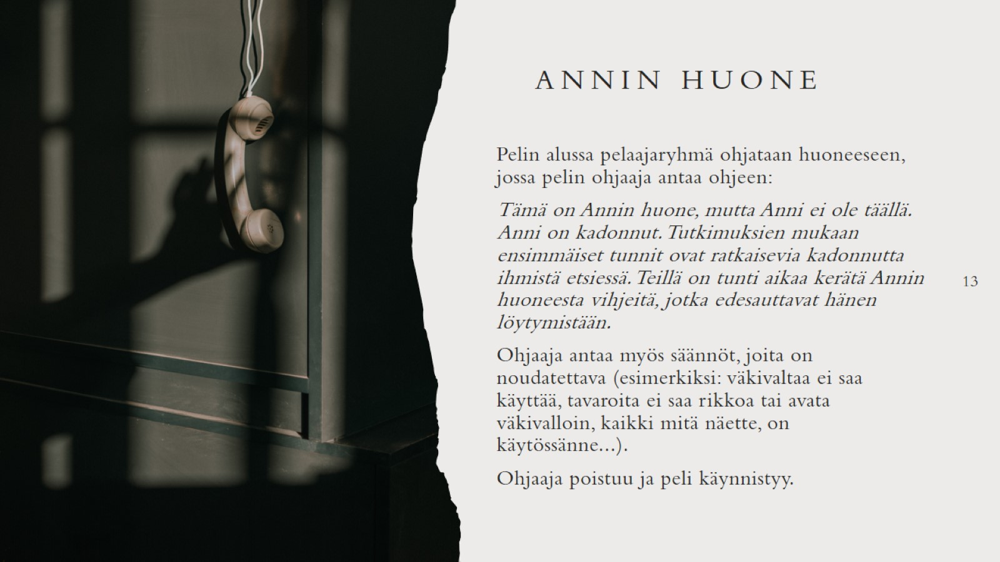 ANNIN HUONE
Pelin alussa pelaajaryhmä ohjataan huoneeseen,
jossa pelin ohjaaja antaa ohjeen:
Tämä on Annin huone, mutta Anni ei ole täällä.
Anni on kadonnut. Tutkimuksien mukaan
ensimmäiset tunnit ovat ratkaisevia kadonnutta
ihmistä etsiessä. Teillä on tunti aikaa kerätä Annin
huoneesta vihjeitä, jotka edesauttavat hänen
löytymistään.
Ohjaaja antaa myös säännöt, joita on
noudatettava (esimerkiksi: väkivaltaa ei saa
käyttää, tavaroita ei saa rikkoa tai avata
väkivalloin, kaikki mitä näette, on
käytössänne...).
Ohjaaja poistuu ja peli käynnistyy.
13